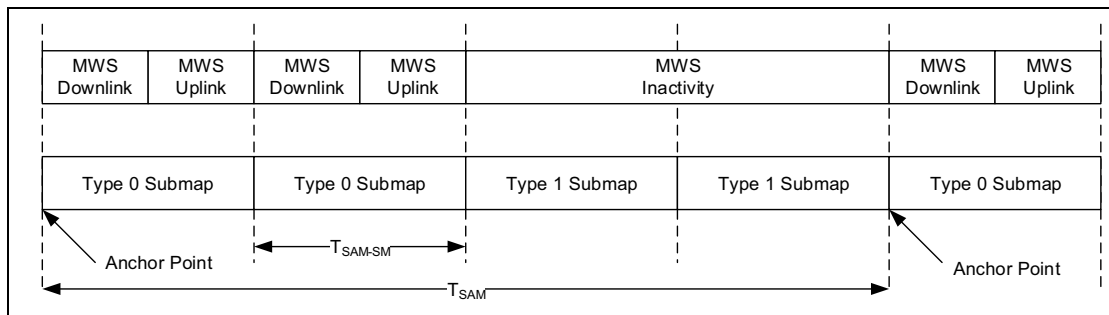 MWS Downlink
MWS Uplink
MWS Downlink
MWS Uplink
MWS Inactivity
MWS Downlink
MWS Uplink
Type 0 Submap
Type 0 Submap
Type 1 Submap
Type 1 Submap
Type 0 Submap
Anchor Point
TSAM-SM
Anchor Point
TSAM